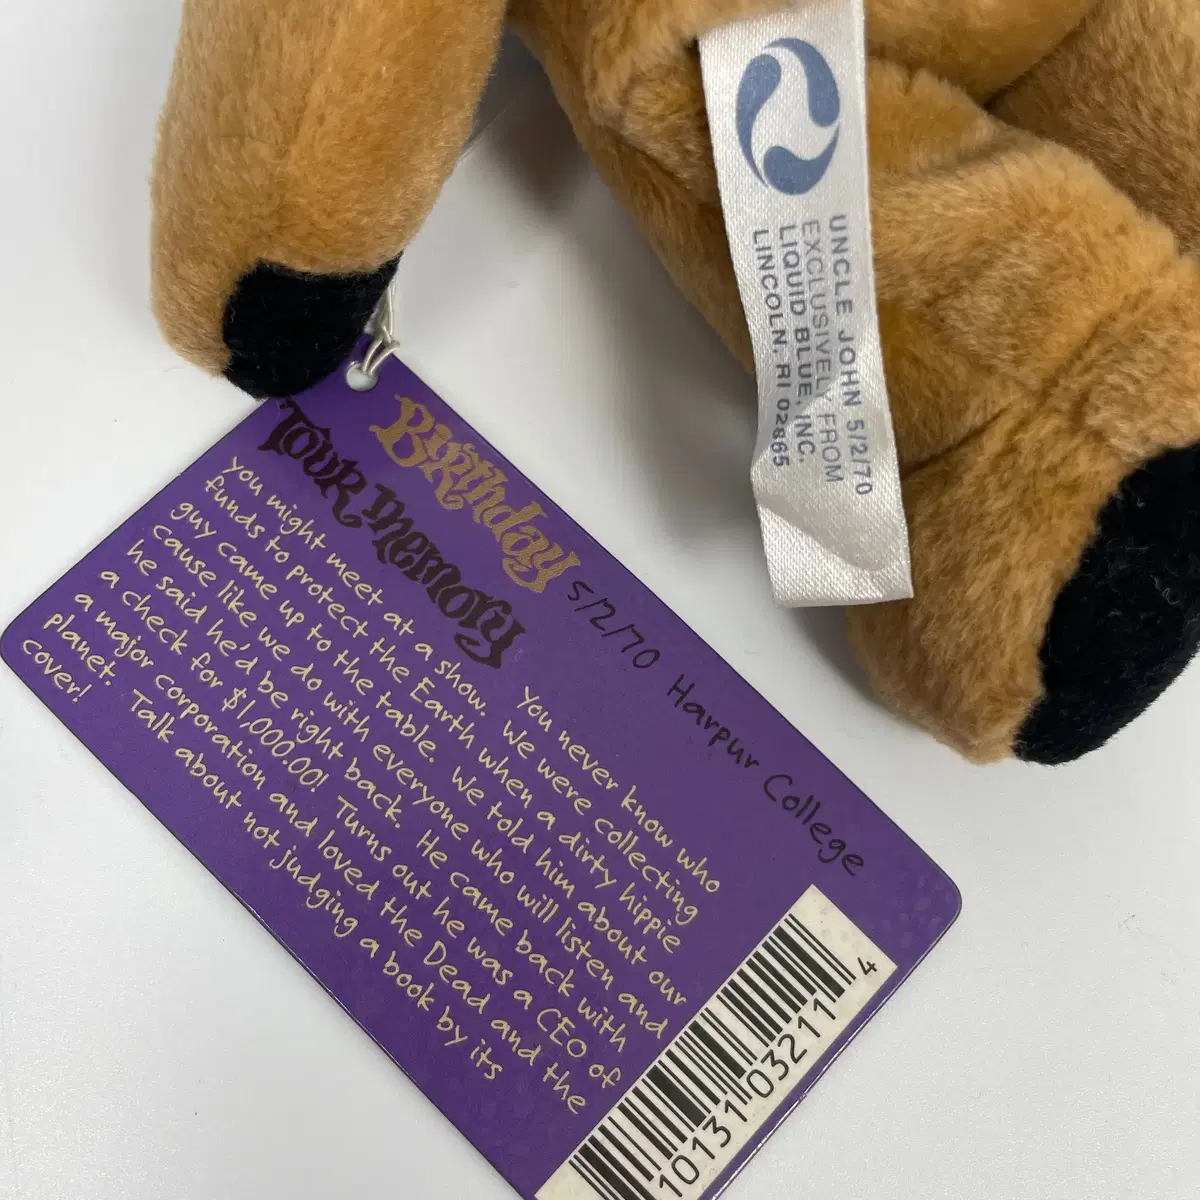 UNCLE JOHN 5/2/70
EXCLUSIVELY FROM
LIQUID BLUE, INC.
LINCOLN, RI 02865
Birthday 5/2/70 Harpur College
Tour Memory
You never know who
you might meet at a show. We were collecting
funds to protect the Earth when a dirty hippie
guy came up to the table. We told him about our
cause like we do with everyone who will listen and
he said he'd be right back. He came back with
a check for $1,000.00! Turns out he was a CEO of
a major corporation and loved the Dead and the
planet. Talk about not judging a book by its
cover!
10131 03211 4